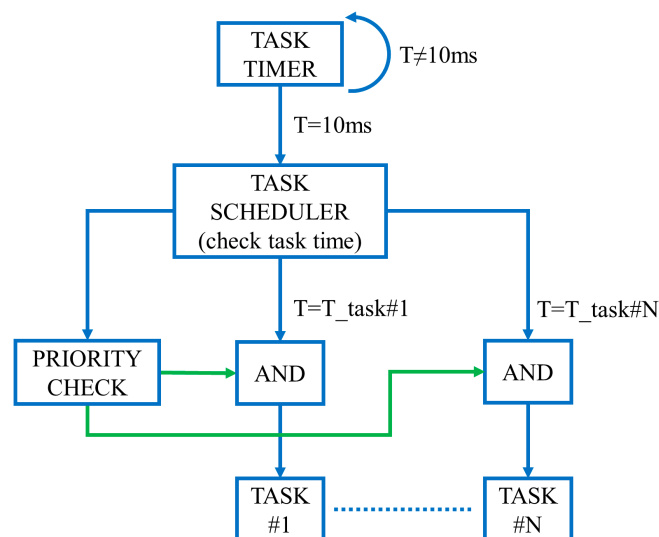 TASK
TIMER
T≠10ms
T=10ms
TASK
SCHEDULER
(check task time)
T=T_task#1
T=T_task#N
PRIORITY
CHECK
AND
AND
TASK
#1
TASK
#N